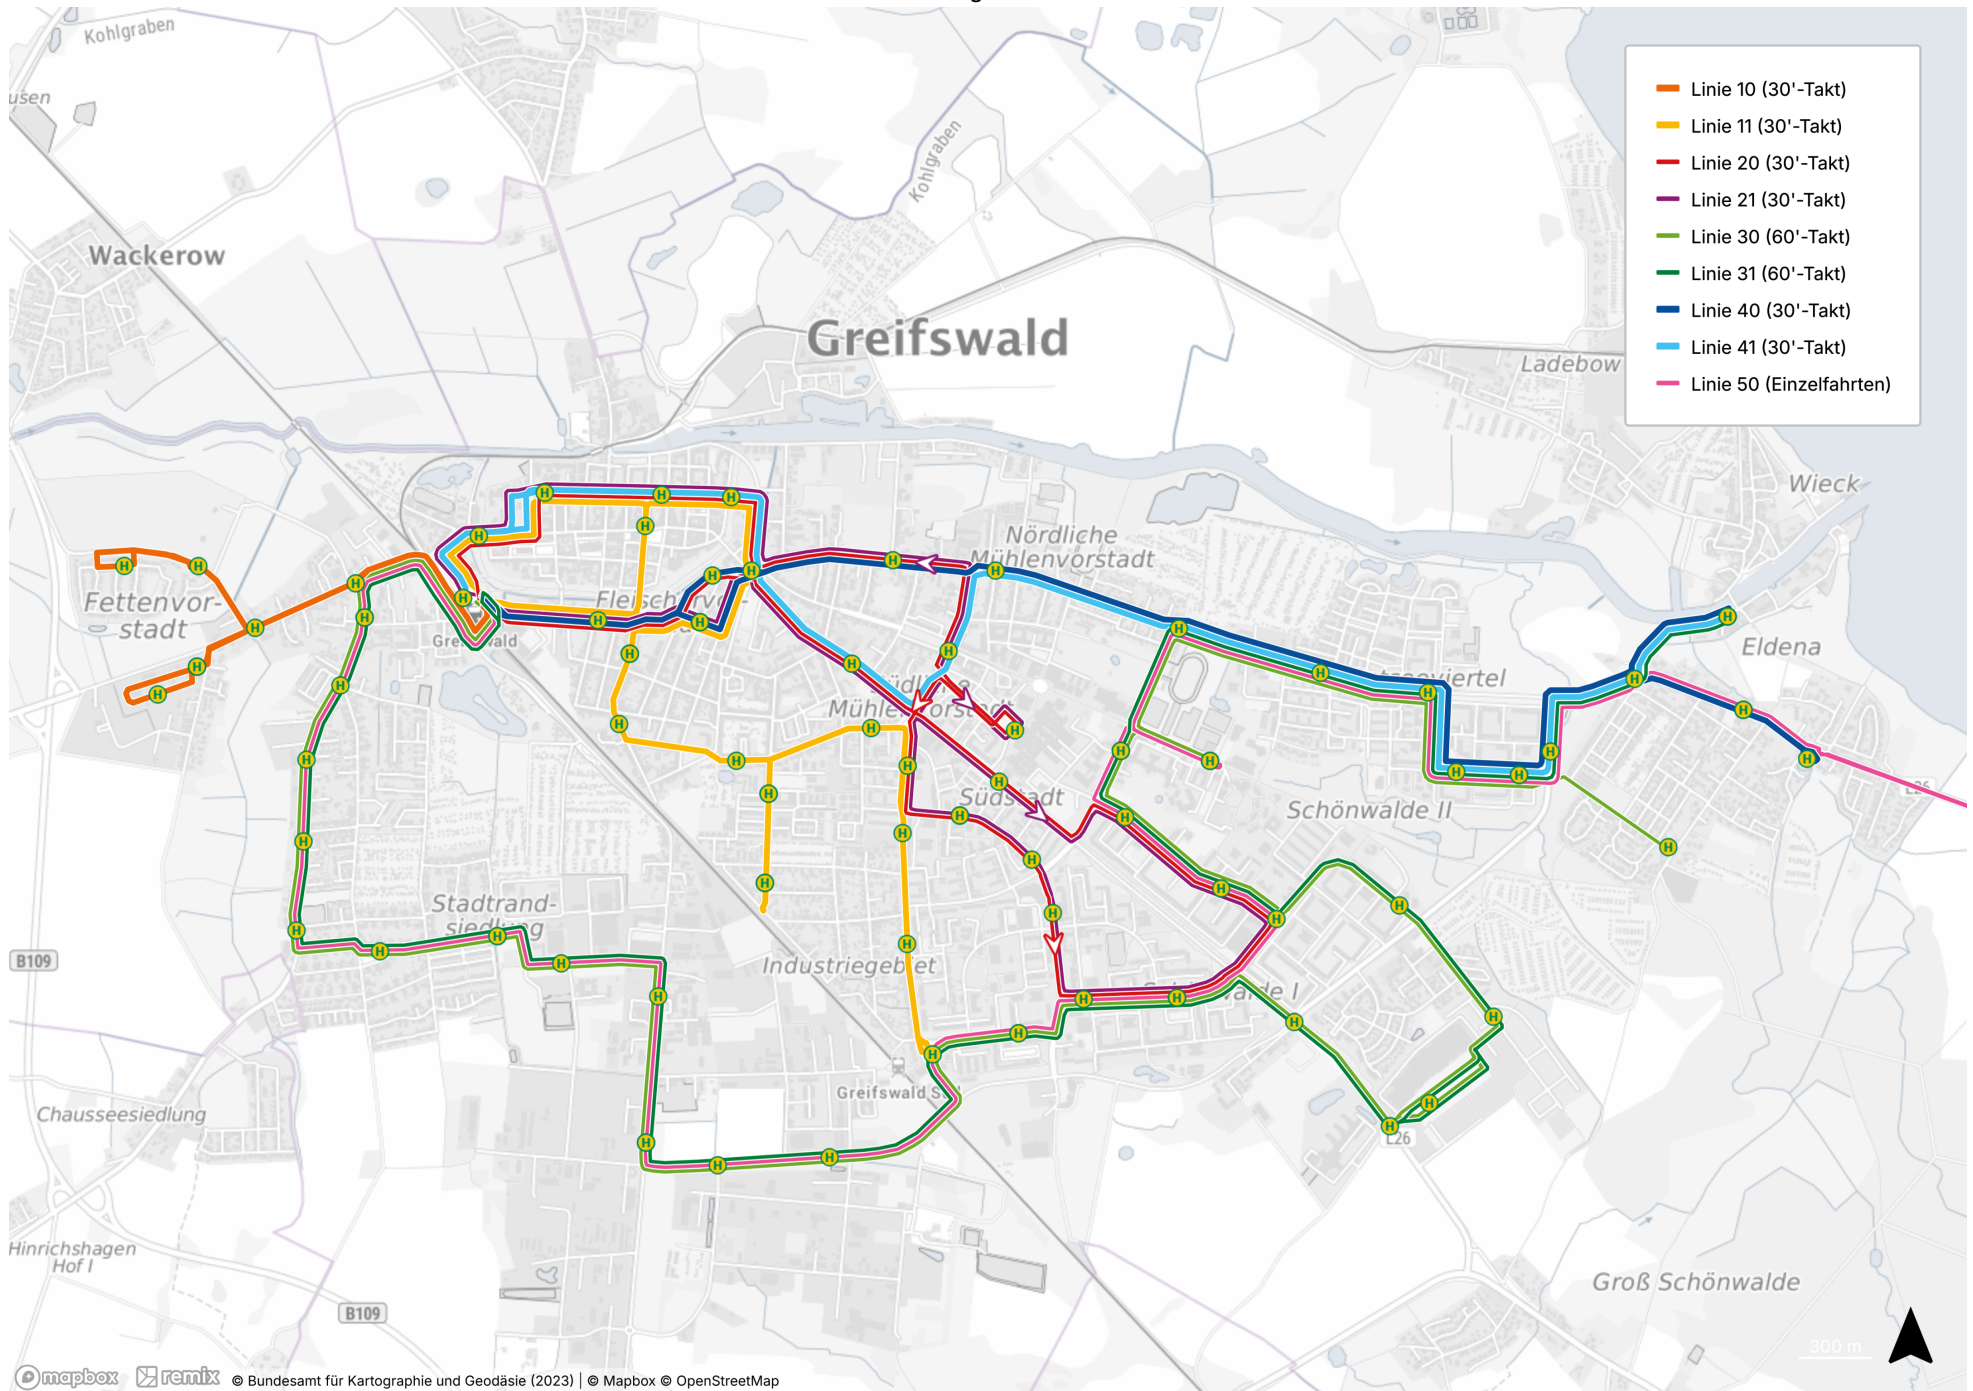 Kohlgraben
usen
Wackerow
Kohlgraben
Greifswald
Ladebow
Linie 10 (30'-Takt)
Linie 11 (30'-Takt)
Linie 20 (30'-Takt)
Linie 21 (30'-Takt)
Linie 30 (60'-Takt)
Linie 31 (60'-Takt)
Linie 40 (30'-Takt)
Linie 41 (30'-Takt)
Linie 50 (Einzelfahrten)
Wieck
Nördliche
Mühlenvorstadt
Fettenvor-
stadt
Eldena
Südstadt
Schönwalde II
L26
Stadtrand-
siedlung
Industriegebiet
B109
Greifswald
Chausseesiedlung
L26
Hinrichshagen
Hof I
B109
Groß Schönwalde
300 m
mapbox
remix
© Bundesamt für Kartographie und Geodäsie (2023) | © Mapbox © OpenStreetMap